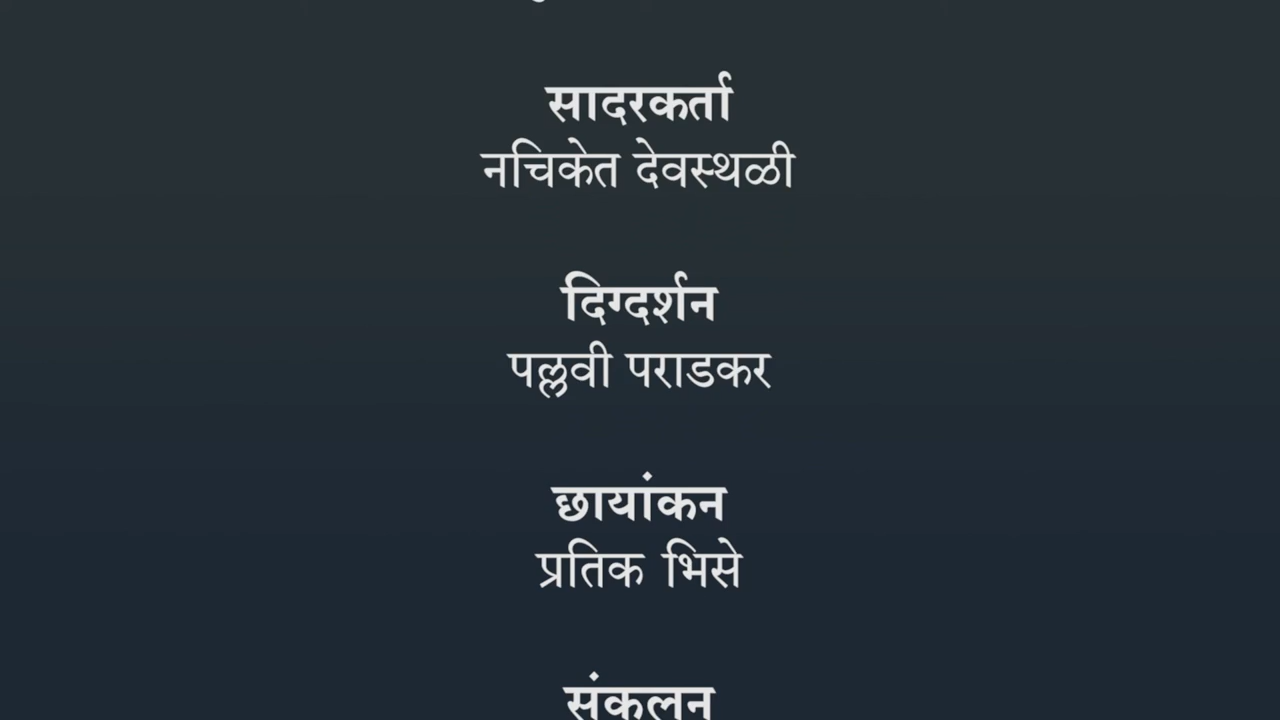 सादरकर्ता
नचिकेत देवस्थळी
दिग्दर्शन
पल्लवी पराडकर
छायांकन
प्रतिक भिसे
संकलन